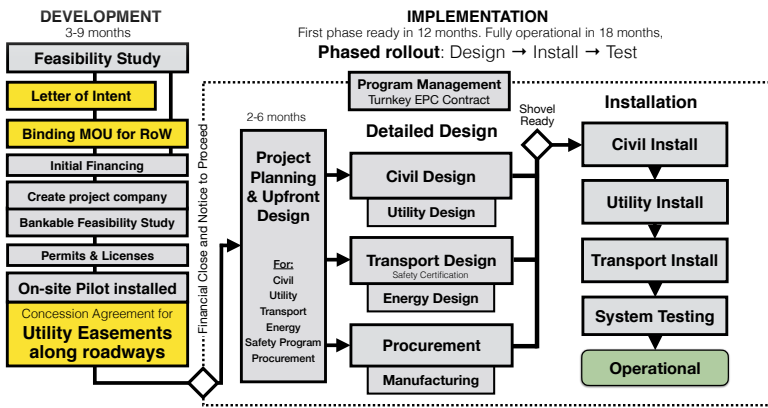 DEVELOPMENT
3-9 months
Feasibility Study
Letter of Intent
Binding MOU for RoW
Initial Financing
Create project company
Bankable Feasibility Study
Permits & Licenses
On-site Pilot installed
Concession Agreement for
Utility Easements
along roadways
Financial Close and Notice to Proceed
IMPLEMENTATION
First phase ready in 12 months. Fully operational in 18 months,
Phased rollout: Design → Install → Test
Program Management
Turnkey EPC Contract
2-6 months
Project
Planning
& Upfront
Design
For:
Civil
Utility
Transport
Energy
Safety Program
Procurement
Detailed Design
Civil Design
Utility Design
Transport Design
Safety Certification
Energy Design
Procurement
Manufacturing
Shovel
Ready
Installation
Civil Install
Utility Install
Transport Install
System Testing
Operational